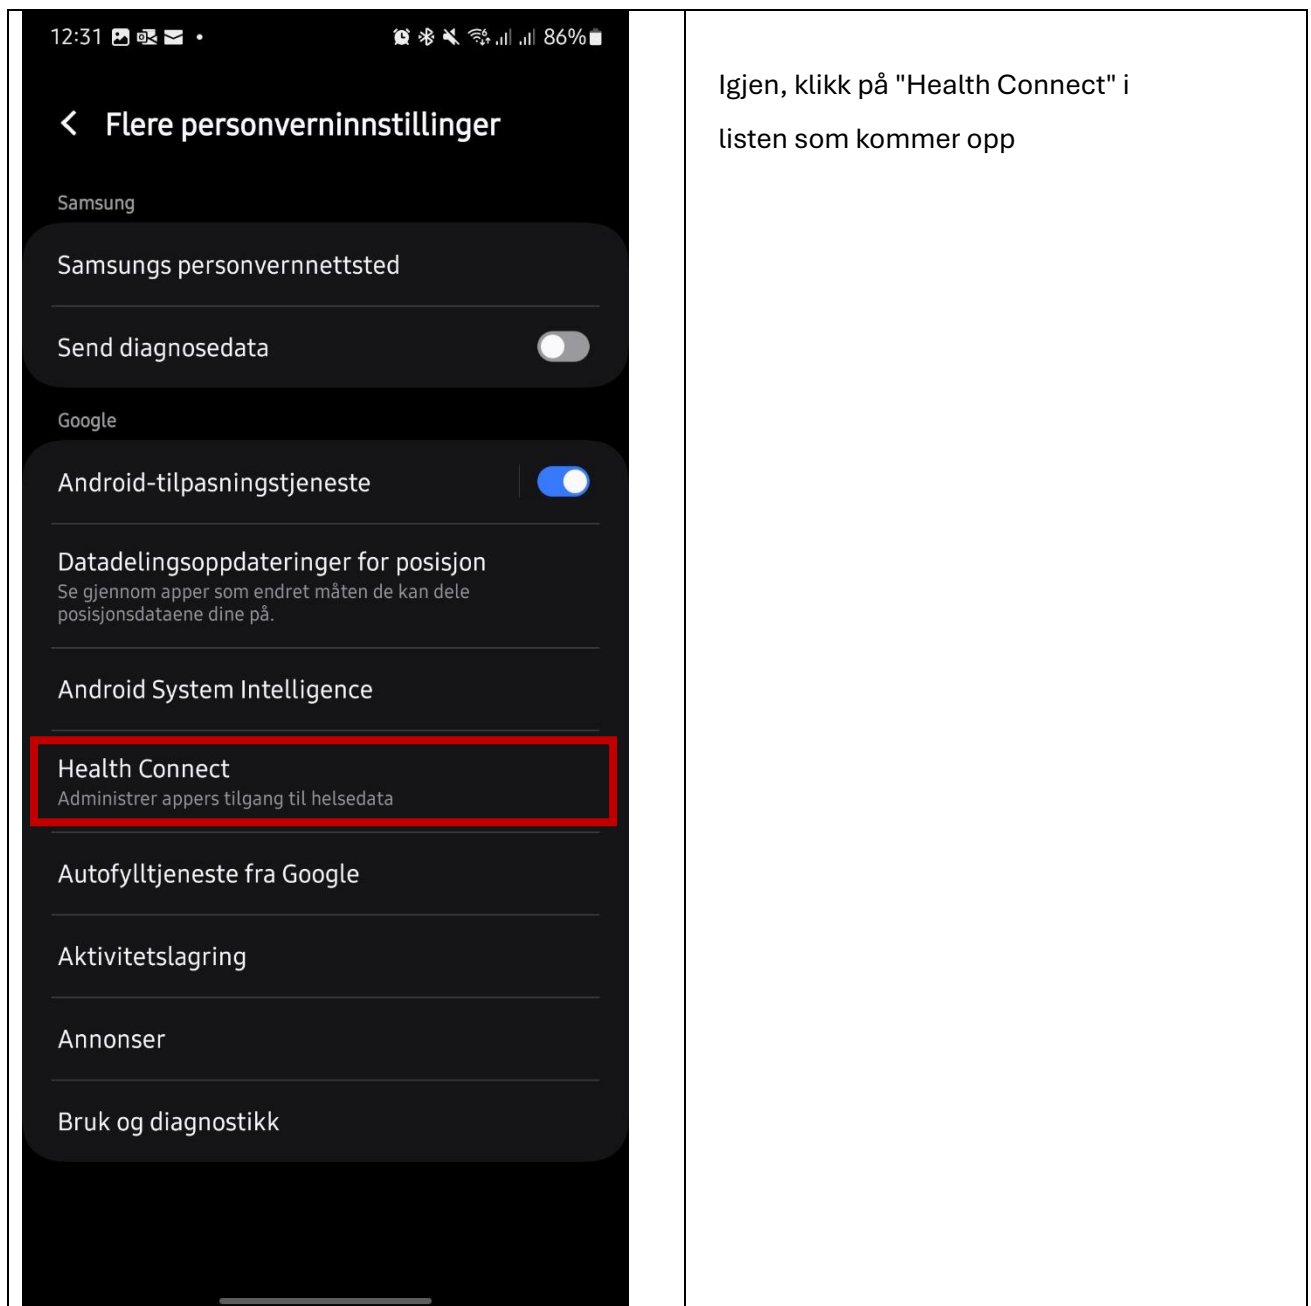 12:31
86%
Flere personverninnstillinger
Samsung
Samsungs personvernnettsted
Send diagnosedata
Google
Android-tilpasningstjeneste
Datadelingsoppdateringer for posisjon
Se gjennom apper som endret måten de kan dele
posisjonsdataene dine på.
Android System Intelligence
Health Connect
Administrer appers tilgang til helsedata
Autofylltjeneste fra Google
Aktivitetslagring
Annonser
Bruk og diagnostikk
Igjen, klikk på "Health Connect" i
listen som kommer opp